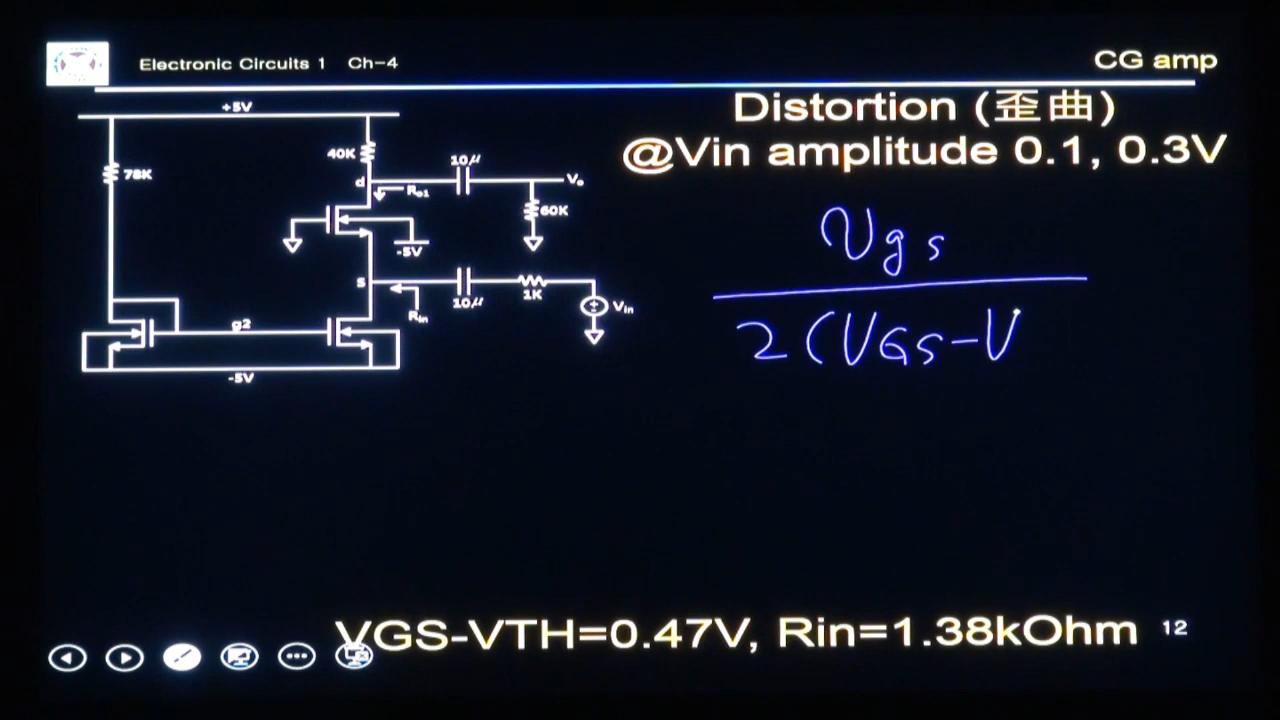 Electronic Circuits 1 Ch-4
CG amp
Distortion (歪曲)
@Vin amplitude 0.1, 0.3V
+5V
78K
40K
d
10μ
Vo
Ro1
60K
-5V
s
10μ
1K
Vin
Rin
g2
-5V
vgs
2(VGS-V
VGS-VTH=0.47V, Rin=1.38kOhm
12